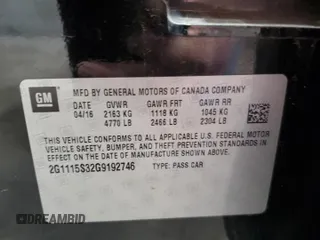 GM
MFD BY GENERAL MOTORS OF CANADA COMPANY
DATE GVWR GAWR FRT GAWR RR
04/16 2163 KG 1118 KG 1045 KG
4770 LB 2466 LB 2304 LB
THIS VEHICLE CONFORMS TO ALL APPLICABLE U.S. FEDERAL MOTOR
VEHICLE SAFETY, BUMPER, AND THEFT PREVENTION STANDARDS IN
EFFECT ON THE DATE OF MANUFACTURE SHOWN ABOVE.
2G1115S32G9192746 TYPE: PASS CAR
DREAMBID